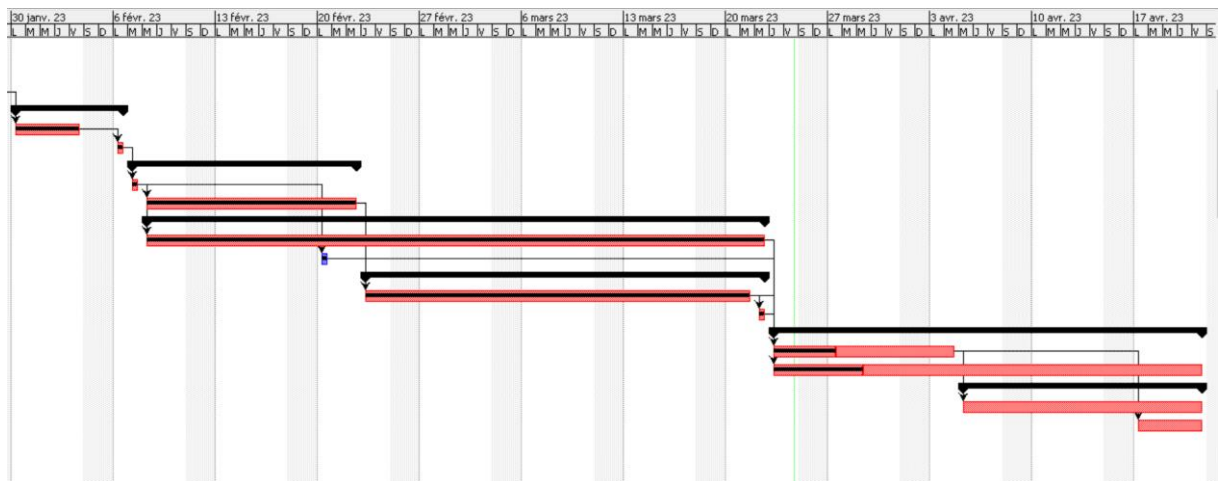 30 janv. 23 6 févr. 23 13 févr. 23 20 févr. 23 27 févr. 23 6 mars 23 13 mars 23 20 mars 23 27 mars 23 3 avr. 23 10 avr. 23 17 avr. 23
L M M J V S D L M M J V S D L M M J V S D L M M J V S D L M M J V S D L M M J V S D L M M J V S D L M M J V S D L M M J V S D L M M J V S D L M M J V S D L M M J V S